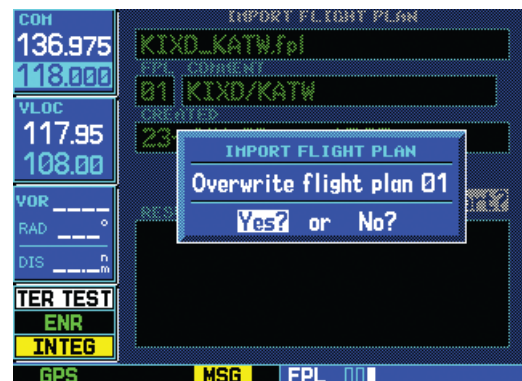 COM
136.975
118.000
VLOC
117.95
108.00
VOR
RAD
DIS
TER TEST
ENR
INTEG
GPS
IMPORT FLIGHT PLAN
KIXD_KATW.fpl
FPL COMMENT
01 KIXD/KATW
CREATED
IMPORT FLIGHT PLAN
Overwrite flight plan 01
Yes? or No?
MSG
FPL